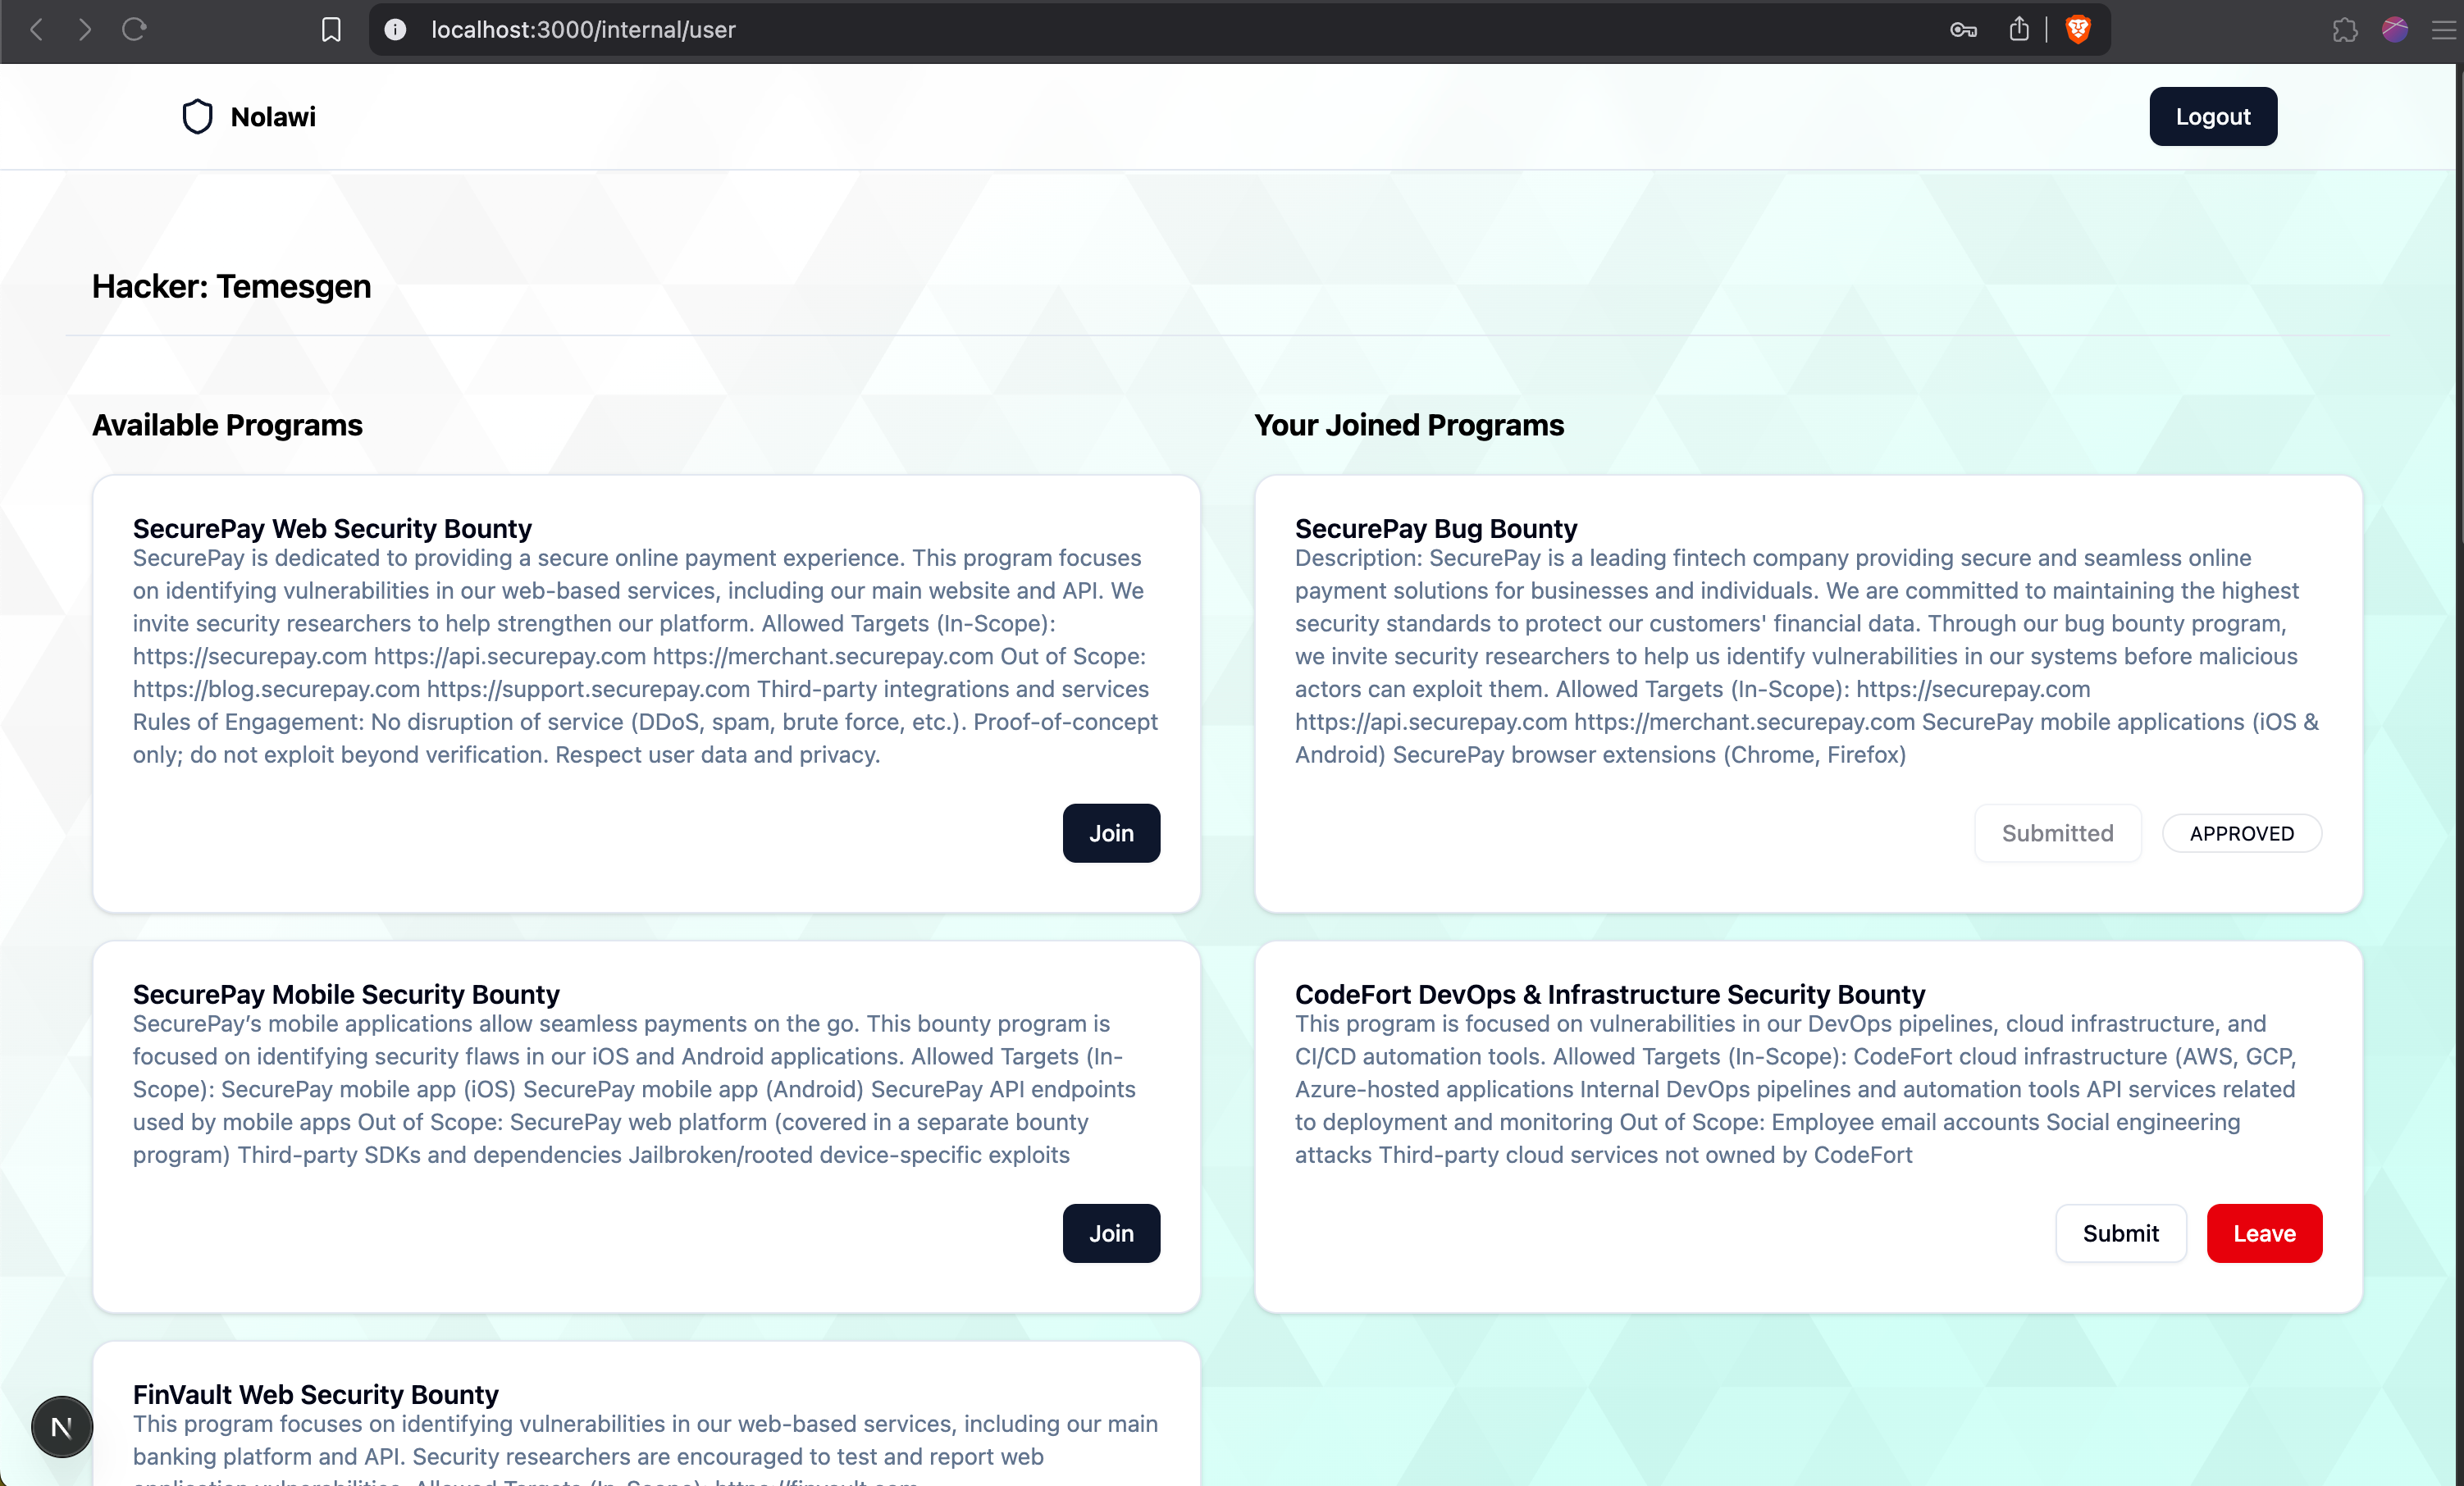 localhost:3000/internal/user
Nolawi
Logout
Hacker: Temesgen
Available Programs
SecurePay Web Security Bounty
SecurePay is dedicated to providing a secure online payment experience. This program focuses
on identifying vulnerabilities in our web-based services, including our main website and API. We
invite security researchers to help strengthen our platform. Allowed Targets (In-Scope):
https://securepay.com https://api.securepay.com https://merchant.securepay.com Out of Scope:
https://blog.securepay.com https://support.securepay.com Third-party integrations and services
Rules of Engagement: No disruption of service (DDoS, spam, brute force, etc.). Proof-of-concept
only; do not exploit beyond verification. Respect user data and privacy.
Join
SecurePay Mobile Security Bounty
SecurePay’s mobile applications allow seamless payments on the go. This bounty program is
focused on identifying security flaws in our iOS and Android applications. Allowed Targets (In-
Scope): SecurePay mobile app (iOS) SecurePay mobile app (Android) SecurePay API endpoints
used by mobile apps Out of Scope: SecurePay web platform (covered in a separate bounty
program) Third-party SDKs and dependencies Jailbroken/rooted device-specific exploits
Join
FinVault Web Security Bounty
This program focuses on identifying vulnerabilities in our web-based services, including our main
banking platform and API. Security researchers are encouraged to test and report web
application vulnerabilities. Allowed Targets (In-Scope): https://finvault.com
N
Your Joined Programs
SecurePay Bug Bounty
Description: SecurePay is a leading fintech company providing secure and seamless online
payment solutions for businesses and individuals. We are committed to maintaining the highest
security standards to protect our customers' financial data. Through our bug bounty program,
we invite security researchers to help us identify vulnerabilities in our systems before malicious
actors can exploit them. Allowed Targets (In-Scope): https://securepay.com
https://api.securepay.com https://merchant.securepay.com SecurePay mobile applications (iOS &
Android) SecurePay browser extensions (Chrome, Firefox)
Submitted
APPROVED
CodeFort DevOps & Infrastructure Security Bounty
This program is focused on vulnerabilities in our DevOps pipelines, cloud infrastructure, and
CI/CD automation tools. Allowed Targets (In-Scope): CodeFort cloud infrastructure (AWS, GCP,
Azure-hosted applications Internal DevOps pipelines and automation tools API services related
to deployment and monitoring Out of Scope: Employee email accounts Social engineering
attacks Third-party cloud services not owned by CodeFort
Submit
Leave